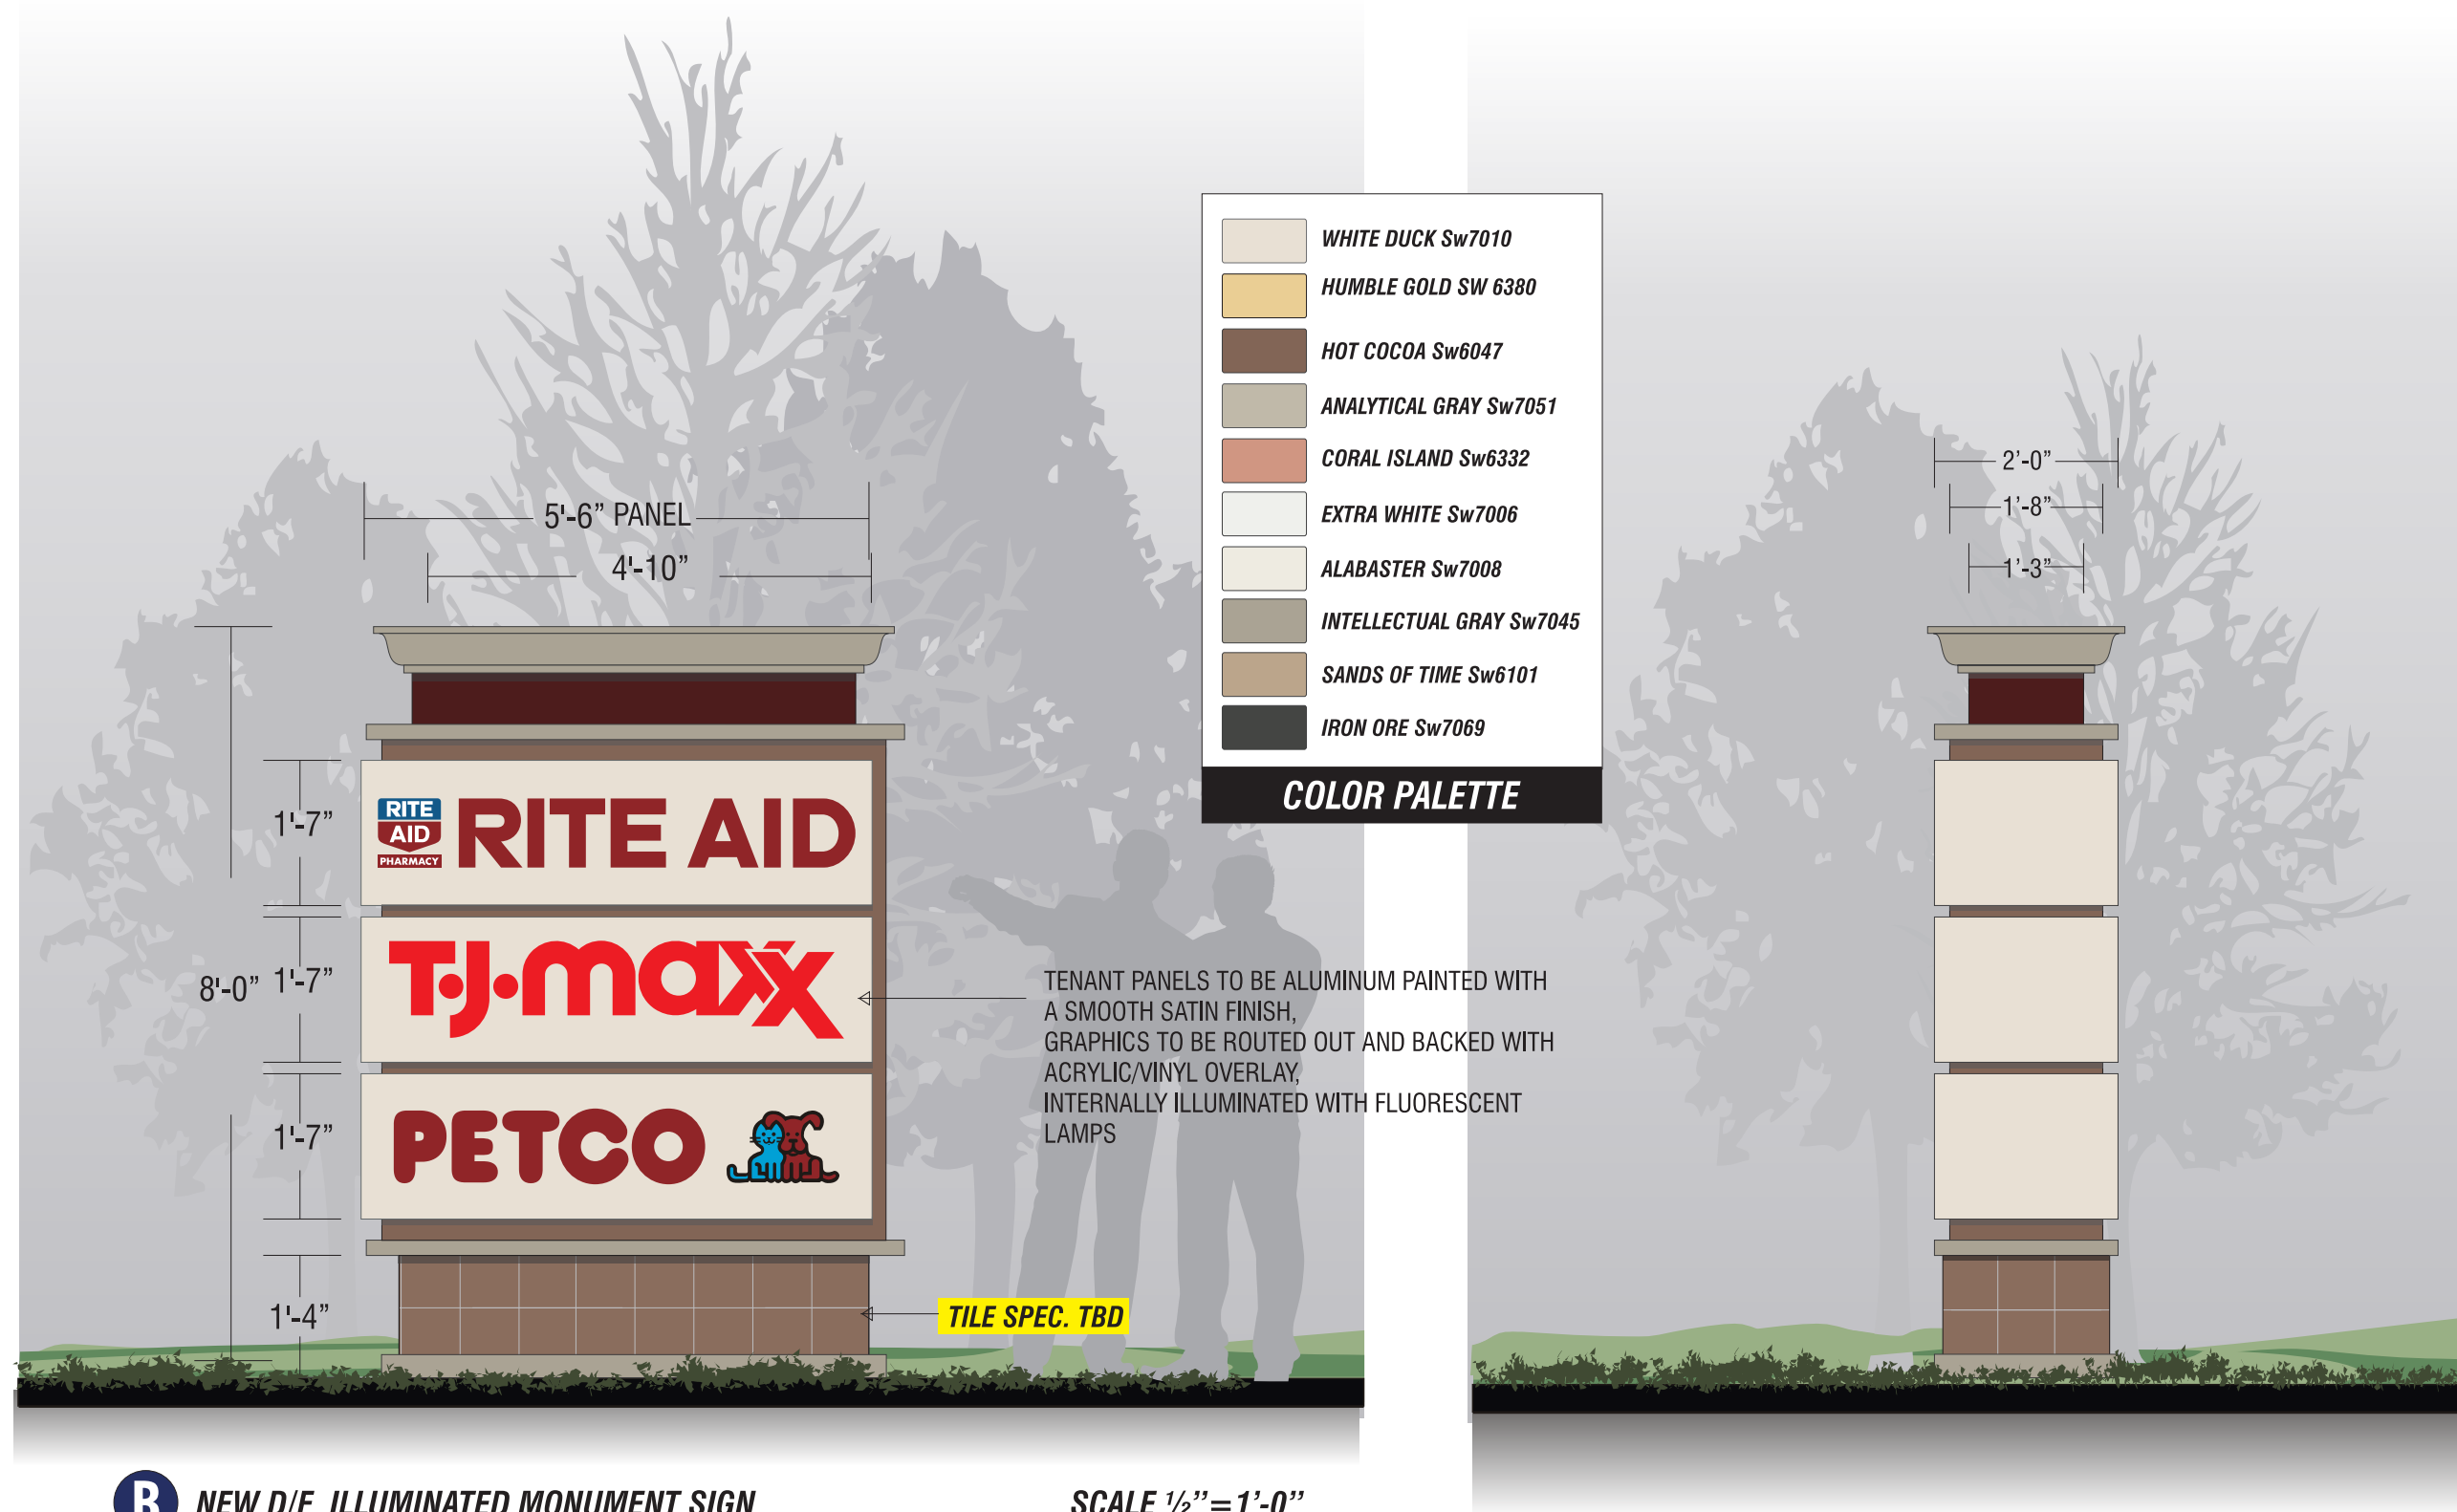 WHITE DUCK Sw7010
HUMBLE GOLD SW 6380
HOT COCOA Sw6047
ANALYTICAL GRAY Sw7051
CORAL ISLAND Sw6332
EXTRA WHITE Sw7006
ALABASTER Sw7008
INTELLECTUAL GRAY Sw7045
SANDS OF TIME Sw6101
IRON ORE Sw7069
COLOR PALETTE
5'-6” PANEL
4'-10”
2’-0”
1’-8”
1’-3”
8'-0”
1'-7”
RITE
AID
PHARMACY
RITE AID
1'-7”
T·J·maxx
1'-7”
PETCO
1'-4”
TENANT PANELS TO BE ALUMINUM PAINTED WITH
A SMOOTH SATIN FINISH,
GRAPHICS TO BE ROUTED OUT AND BACKED WITH
ACRYLIC/VINYL OVERLAY,
INTERNALLY ILLUMINATED WITH FLUORESCENT
LAMPS
TILE SPEC. TBD
B NEW D/F ILLUMINATED MONUMENT SIGN
SCALE ½’’=1’-0’’